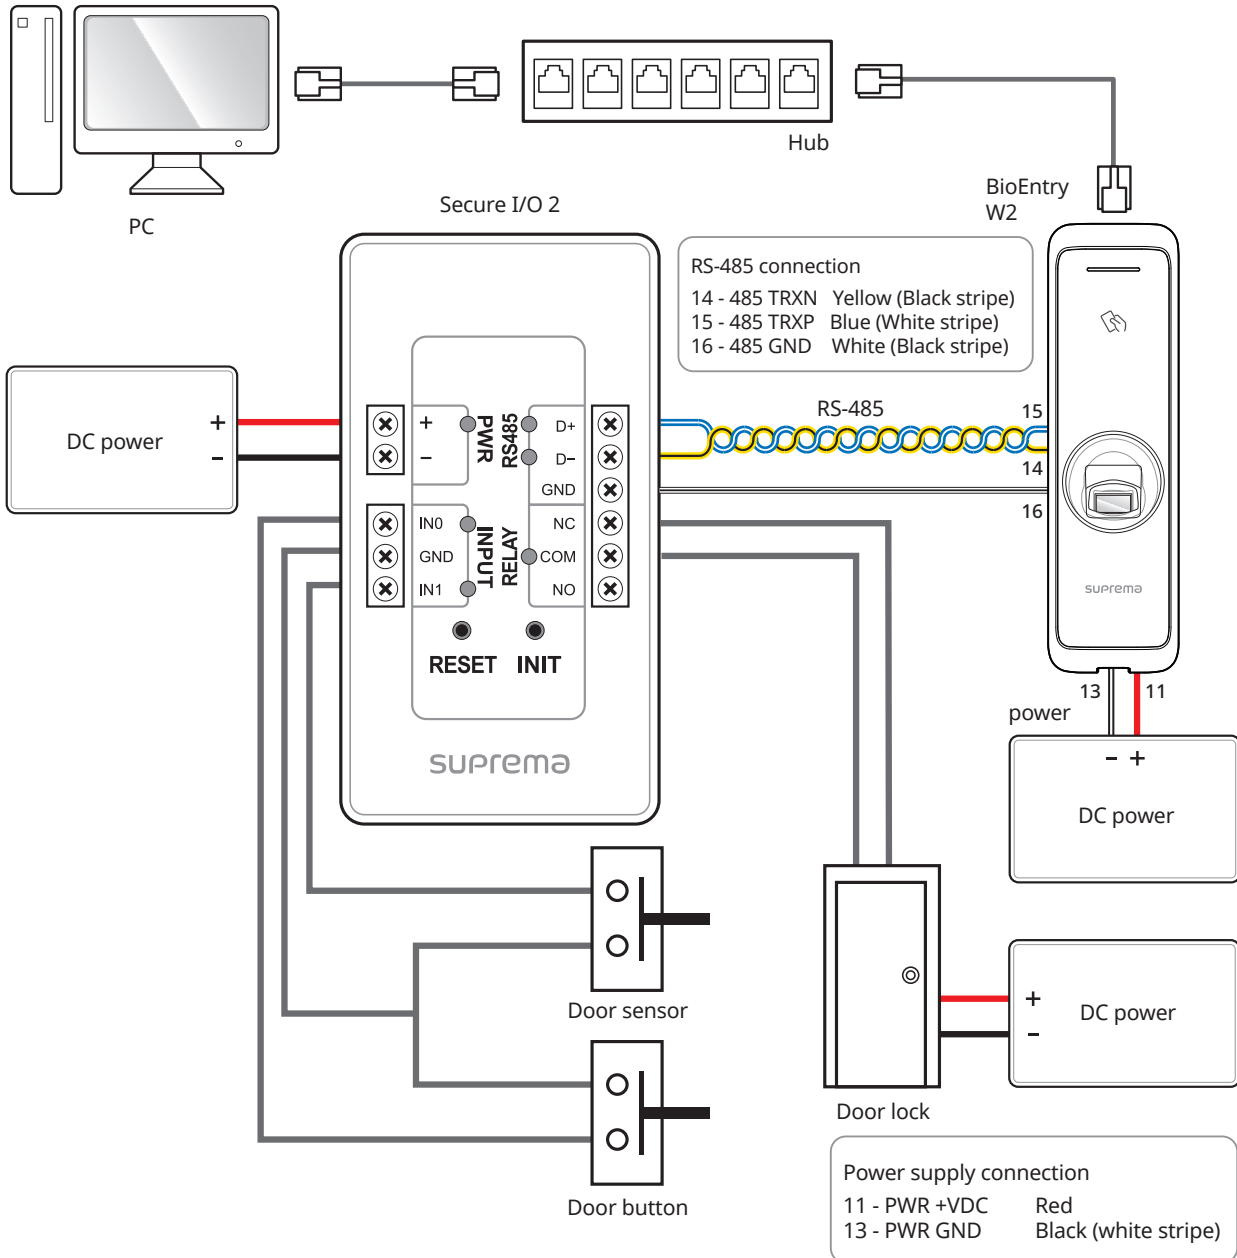 PC
Hub
BioEntry
W2
Secure I/O 2
RS-485 connection
14 - 485 TRXN Yellow (Black stripe)
15 - 485 TRXP Blue (White stripe)
16 - 485 GND White (Black stripe)
DC power
+
−
+
−
PWR
RS485
D+
D−
GND
IN0
GND
IN1
INPUT
RELAY
NC
COM
NO
RESET INIT
suprema
RS-485
15
14
16
suprema
13
11
power
− +
DC power
Door sensor
Door button
Door lock
+
−
DC power
Power supply connection
11 - PWR +VDC Red
13 - PWR GND Black (white stripe)